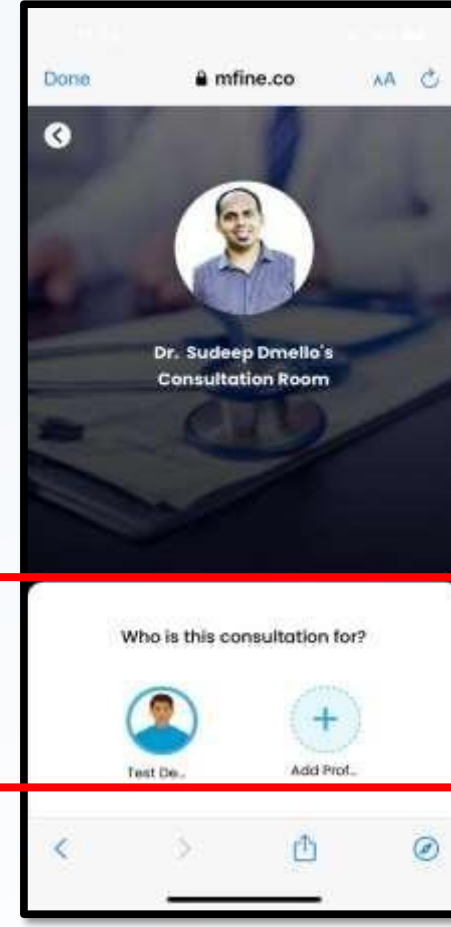 Done
mfine.co
AA
Dr. Sudeep Dmello's
Consultation Room
Who is this consultation for?
Test De...
Add Prof...